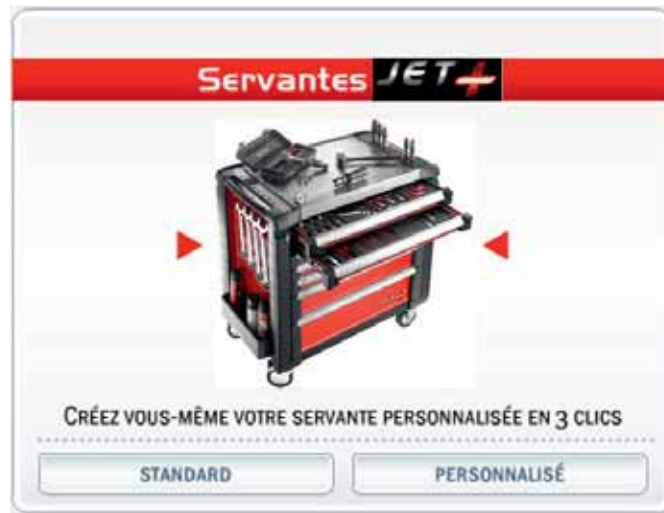 Servantes JET+
CRÉEZ VOUS-MÊME VOTRE SERVANTE PERSONNALISÉE EN 3 CLICS
STANDARD PERSONNALISÉ